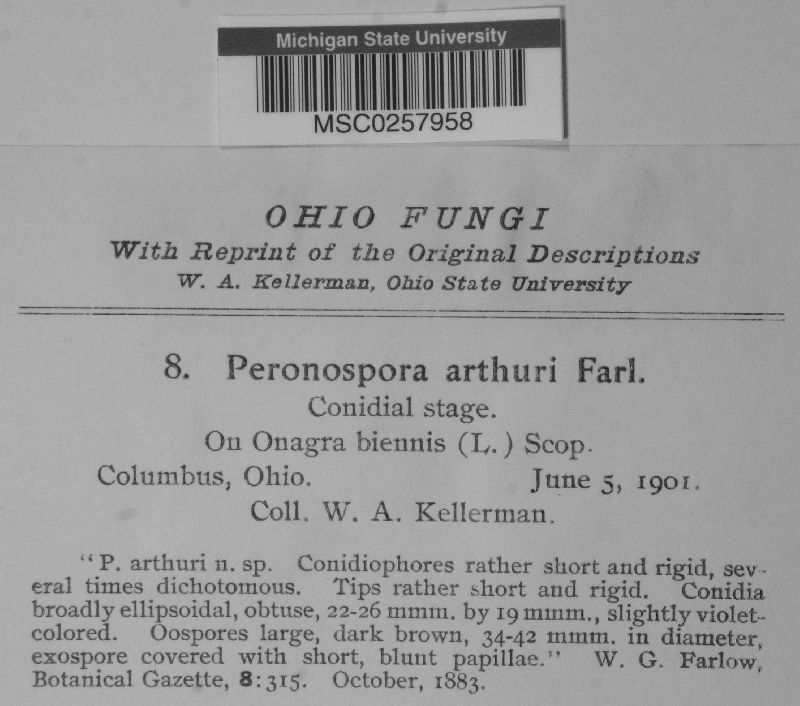 Michigan State University
MSC0257958
OHIO FUNGI
With Reprint of the Original Descriptions
W. A. Kellerman, Ohio State University
8. Peronospora arthuri Farl.
Conidial stage.
On Onagra biennis (L.) Scop.
Columbus, Ohio. June 5, 1901.
Coll. W. A. Kellerman.
"P. arthuri n. sp. Conidiophores rather short and rigid, sev-
eral times dichotomous. Tips rather short and rigid. Conidia
broadly ellipsoidal, obtuse, 22-26 mmm. by 19 mmm., slightly violet-
colored. Oospores large, dark brown, 34-42 mmm. in diameter,
exospore covered with short, blunt papillae." W. G. Farlow,
Botanical Gazette, 8:315. October, 1883.